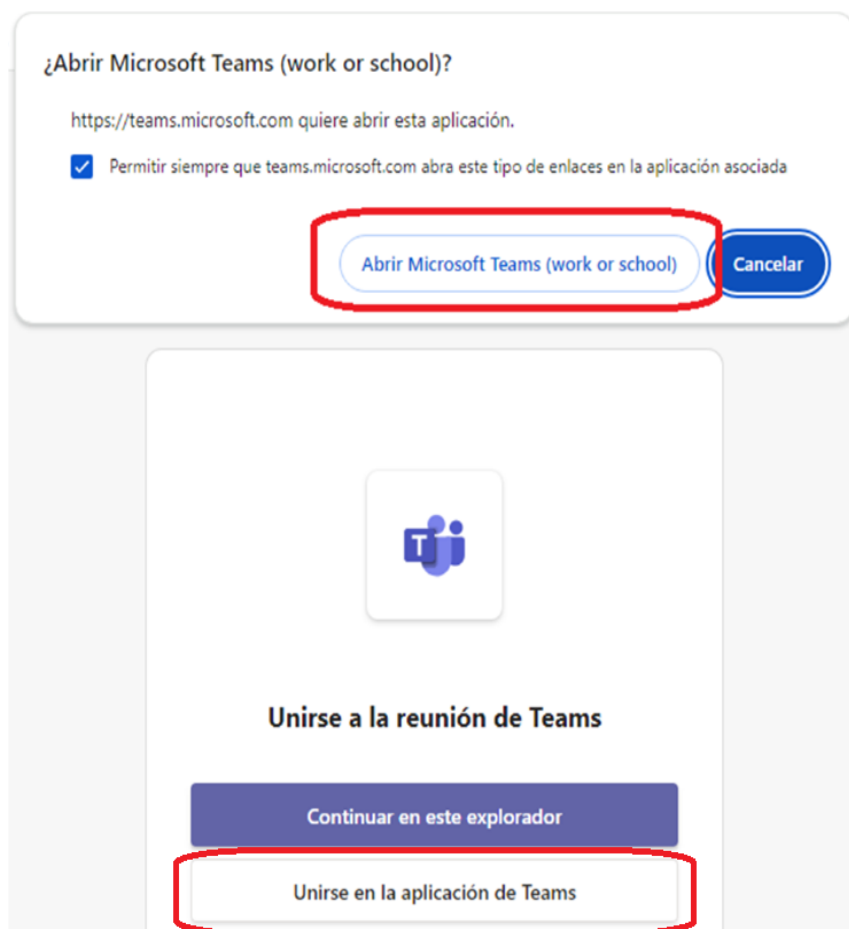 ¿Abrir Microsoft Teams (work or school)?
https://teams.microsoft.com quiere abrir esta aplicación.
Permitir siempre que teams.microsoft.com abra este tipo de enlaces en la aplicación asociada
Abrir Microsoft Teams (work or school)
Cancelar
T
Unirse a la reunión de Teams
Continuar en este explorador
Unirse en la aplicación de Teams